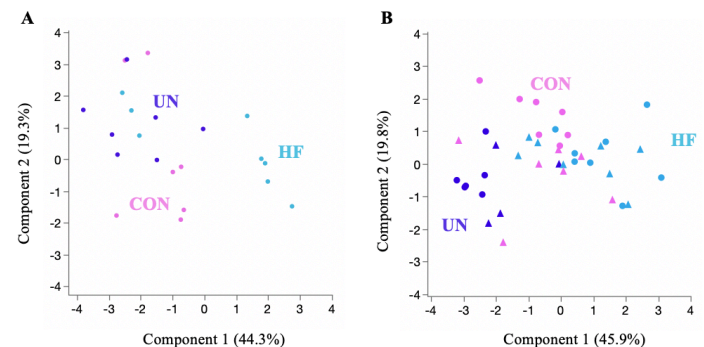 A
4
3
2
1
0
-1
-2
-3
-4
-4 -3 -2 -1 0 1 2 3 4
Component 2 (19.3%)
Component 1 (44.3%)
UN
HF
CON
B
4
3
2
1
0
-1
-2
-3
-4
-4 -3 -2 -1 0 1 2 3 4
Component 2 (19.8%)
Component 1 (45.9%)
CON
HF
UN